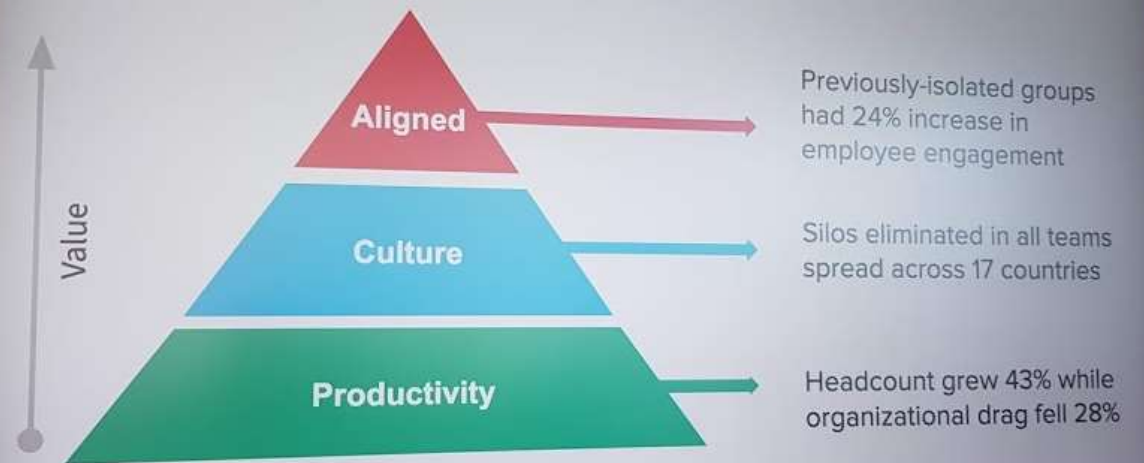 Value
Aligned
Previously-isolated groups
had 24% increase in
employee engagement
Culture
Silos eliminated in all teams
spread across 17 countries
Productivity
Headcount grew 43% while
organizational drag fell 28%